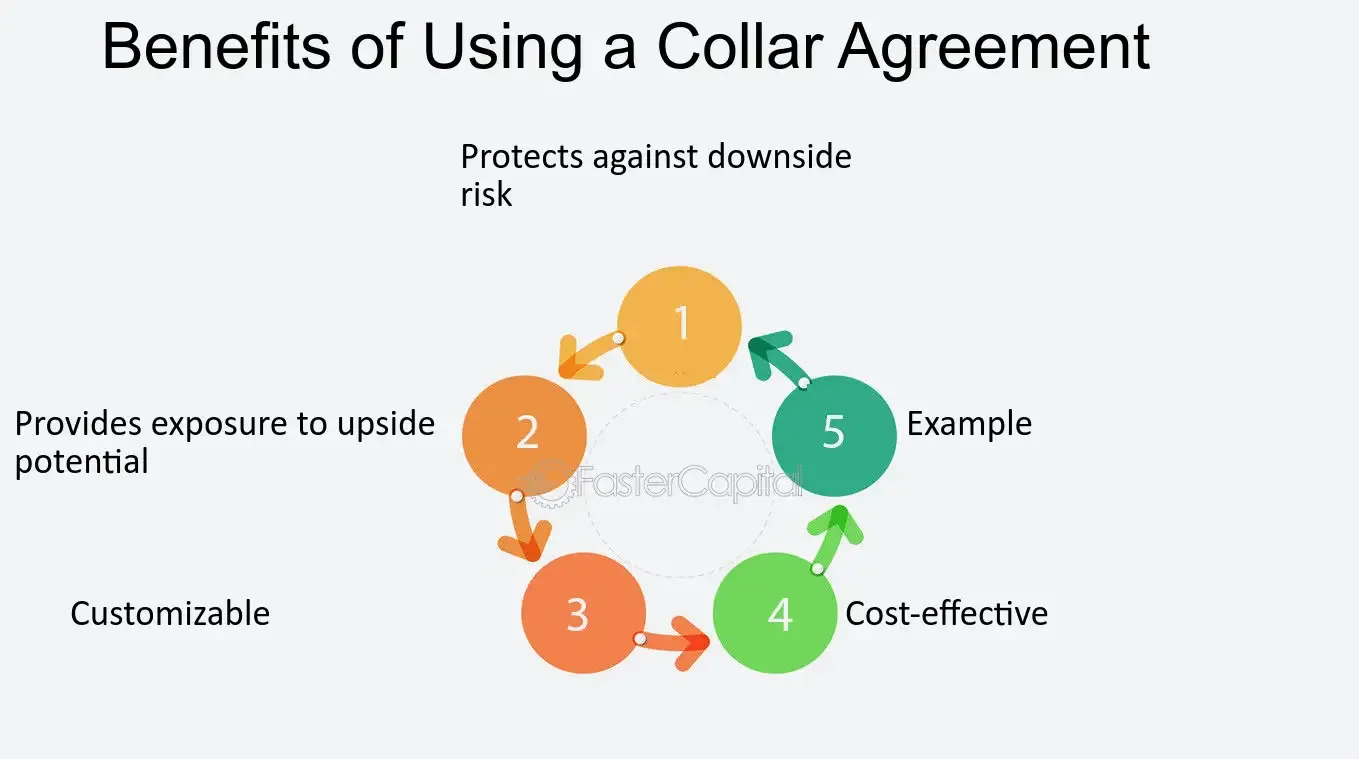 Benefits of Using a Collar Agreement
Protects against downside
risk
1
Provides exposure to upside
potential
2
5
Example
FasterCapital
Customizable
3
4
Cost-effective